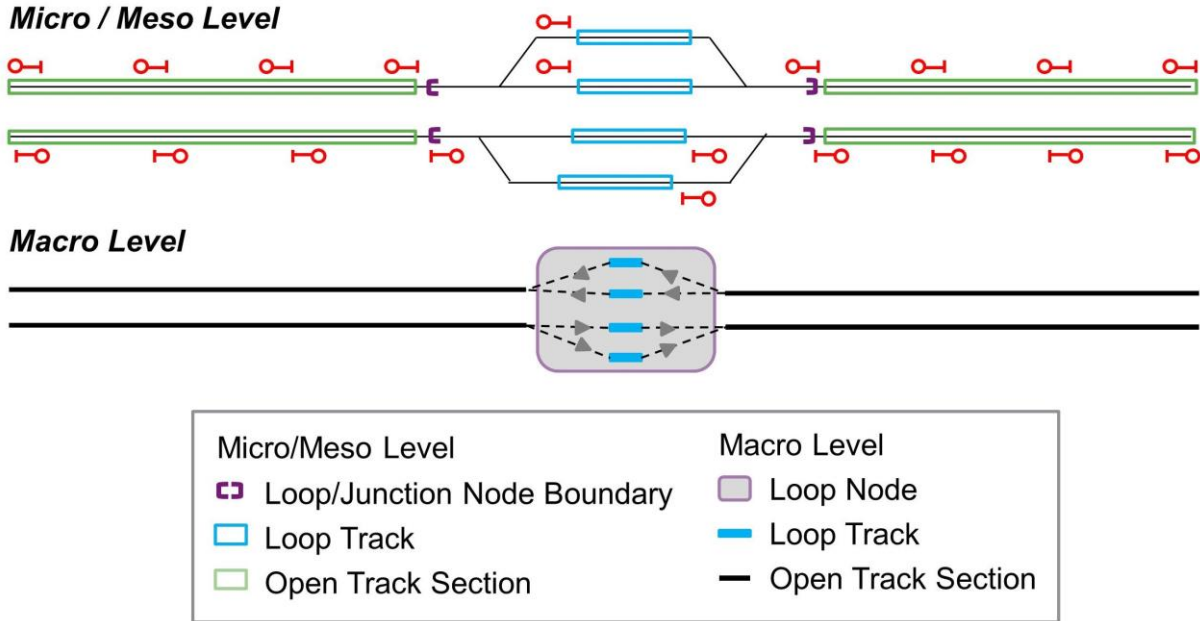 Micro / Meso Level
Macro Level
Micro/Meso Level
Loop/Junction Node Boundary
Loop Track
Open Track Section
Macro Level
Loop Node
Loop Track
Open Track Section